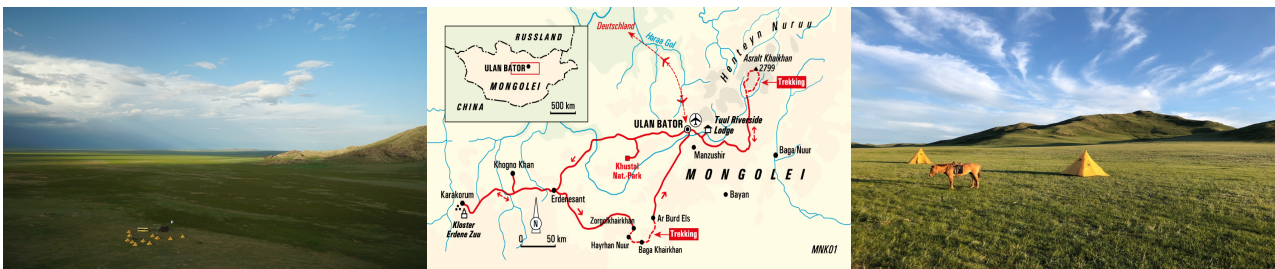 Deutschland
Haraa Gol
Henteyn Nuruu
RUSSLAND
ULAN BATOR
MONGOLEI
CHINA
500 km
Asralt Khaikhan
2799
Trekking
ULAN BATOR
Tuul Riverside
Lodge
Manzushir
Baga Nuur
Khustai
Nat.-Park
Khogno Khan
MONGOLEI
Karakorum
Erdenesant
Bayan
Kloster
Erdene Zuu
N
0 50 km
Zorgolkhairkhan
Ar Burd Els
Trekking
Hayrhan Nuur
Baga Khairkhan
MNK01